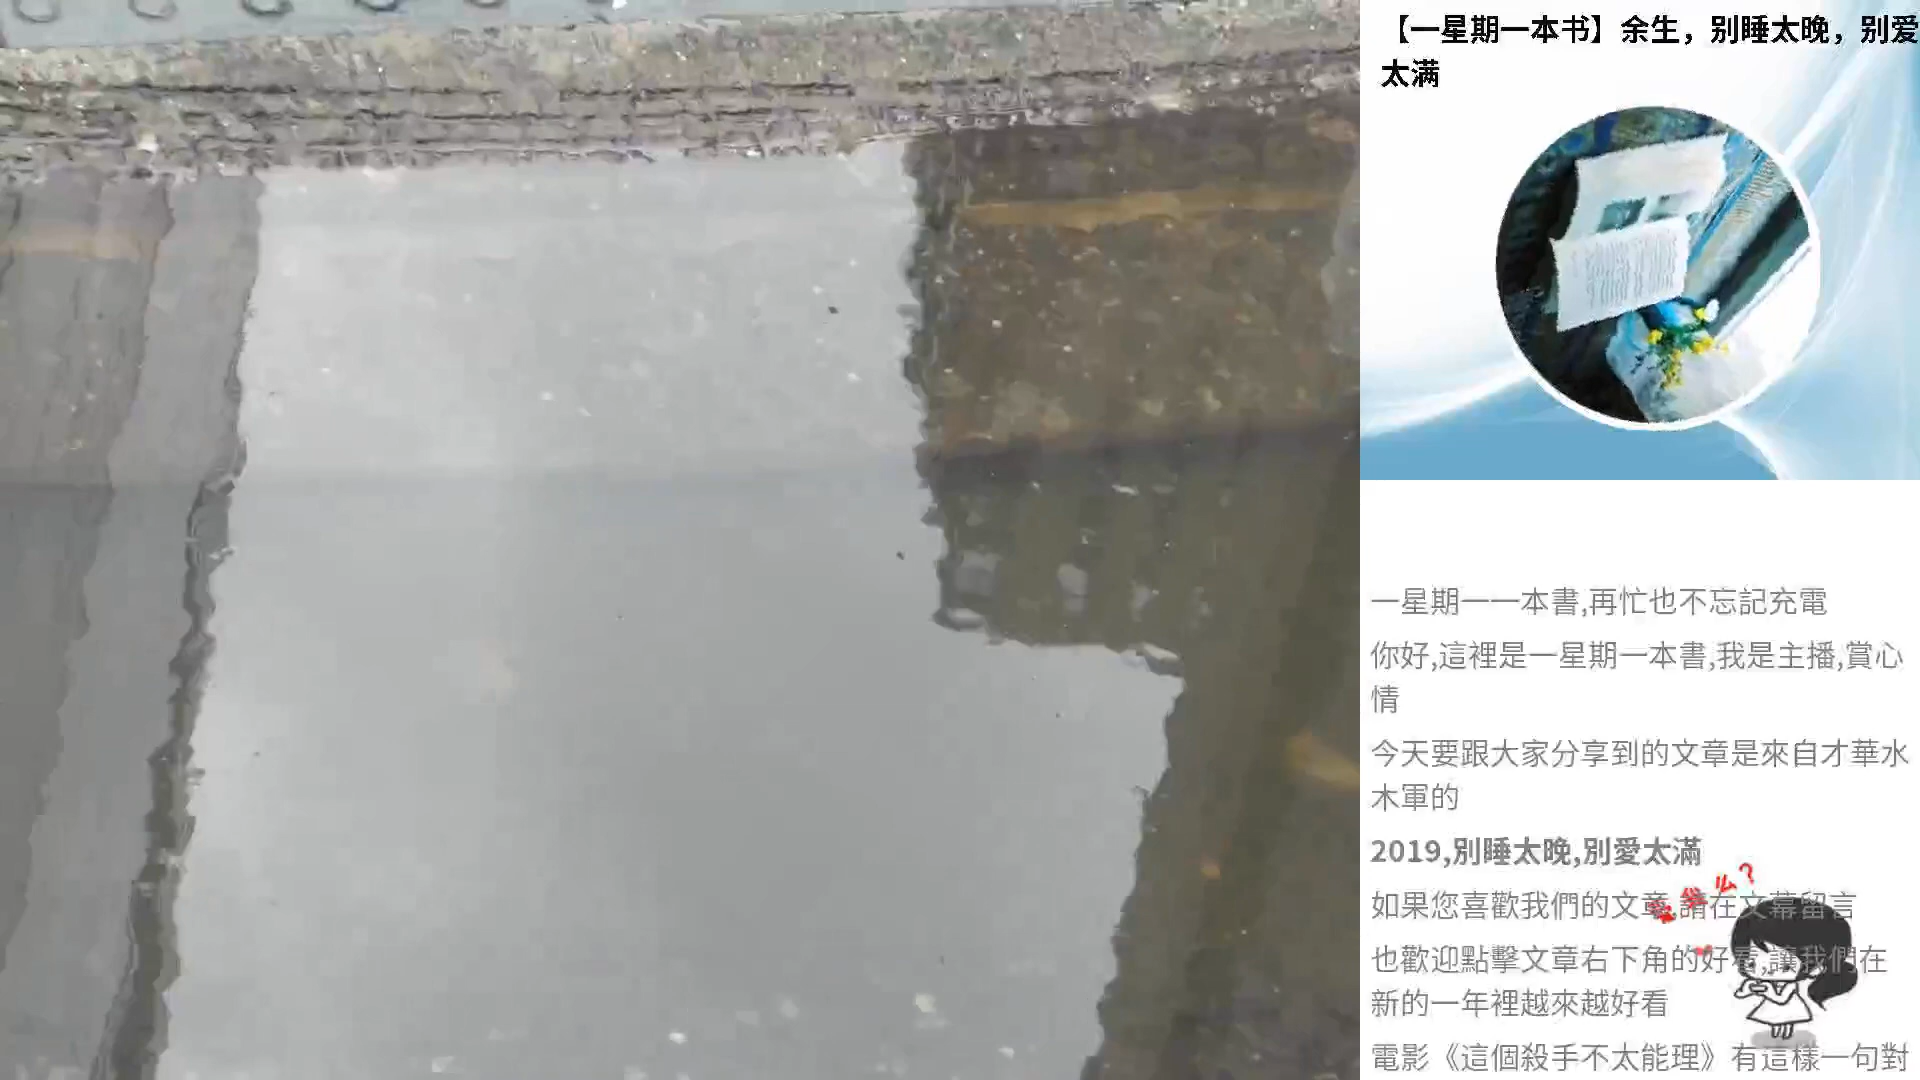 【一星期一本书】余生，别睡太晚，别爱
太满
一星期一一本書,再忙也不忘記充電
你好,這裡是一星期一本書,我是主播,賞心
情
今天要跟大家分享到的文章是來自才華水
木軍的
2019,別睡太晚,別愛太滿
如果您喜歡我們的文章,請在文幕留言
也歡迎點擊文章右下角的好看,讓我們在
新的一年裡越來越好看
電影《這個殺手不太能理》有這樣一句對